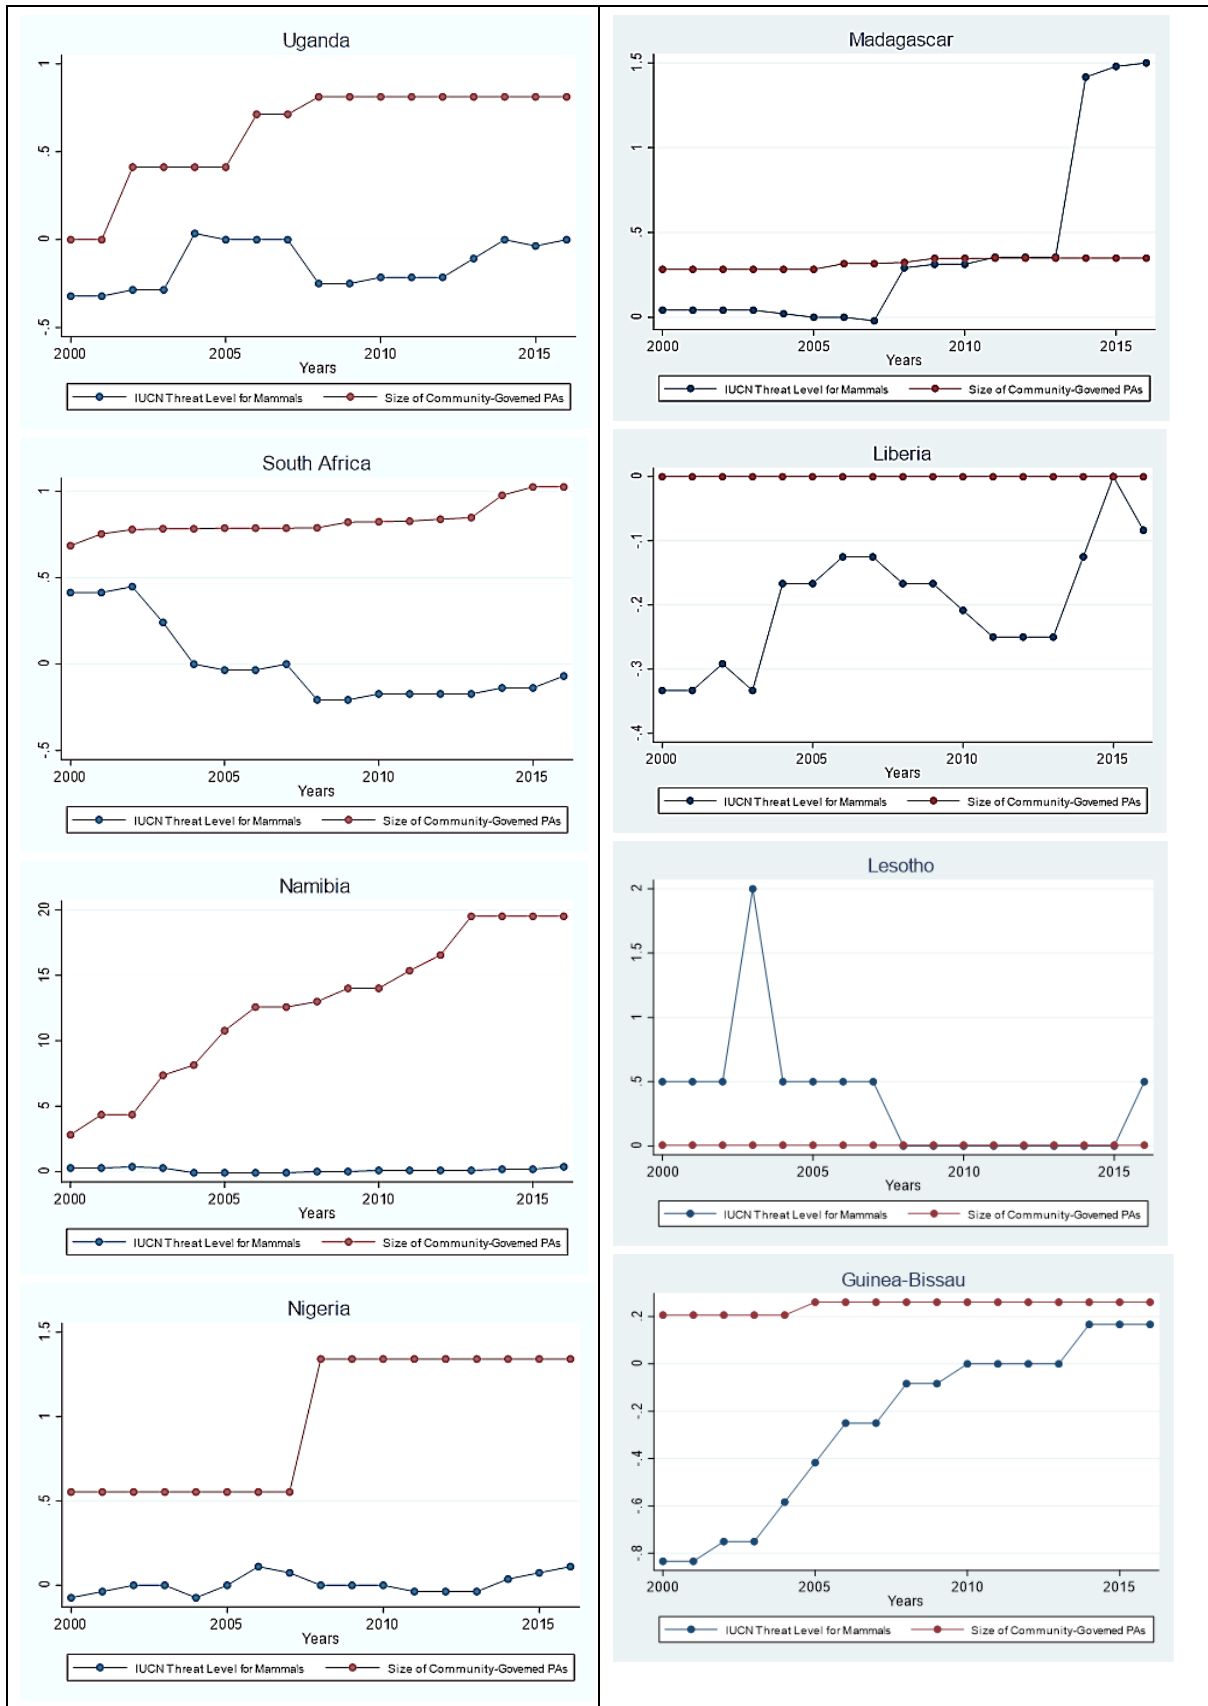 Uganda
1
.5
0
-.5
2000 2005 2010 2015
Years
IUCN Threat Level for Mammals Size of Community-Governed PAs
South Africa
1
.5
0
-.5
2000 2005 2010 2015
Years
IUCN Threat Level for Mammals Size of Community-Governed PAs
Namibia
20
15
10
5
0
2000 2005 2010 2015
Years
IUCN Threat Level for Mammals Size of Community-Governed PAs
Nigeria
1.5
1
.5
0
2000 2005 2010 2015
Years
IUCN Threat Level for Mammals Size of Community-Governed PAs
Madagascar
1.5
1
.5
0
2000 2005 2010 2015
Years
IUCN Threat Level for Mammals Size of Community-Governed PAs
Liberia
0
-.1
-.2
-.3
-.4
2000 2005 2010 2015
Years
IUCN Threat Level for Mammals Size of Community-Governed PAs
Lesotho
2
1.5
1
.5
0
2000 2005 2010 2015
Years
IUCN Threat Level for Mammals Size of Community-Governed PAs
Guinea-Bissau
.2
0
-.2
-.4
-.6
-.8
2000 2005 2010 2015
Years
IUCN Threat Level for Mammals Size of Community-Governed PAs